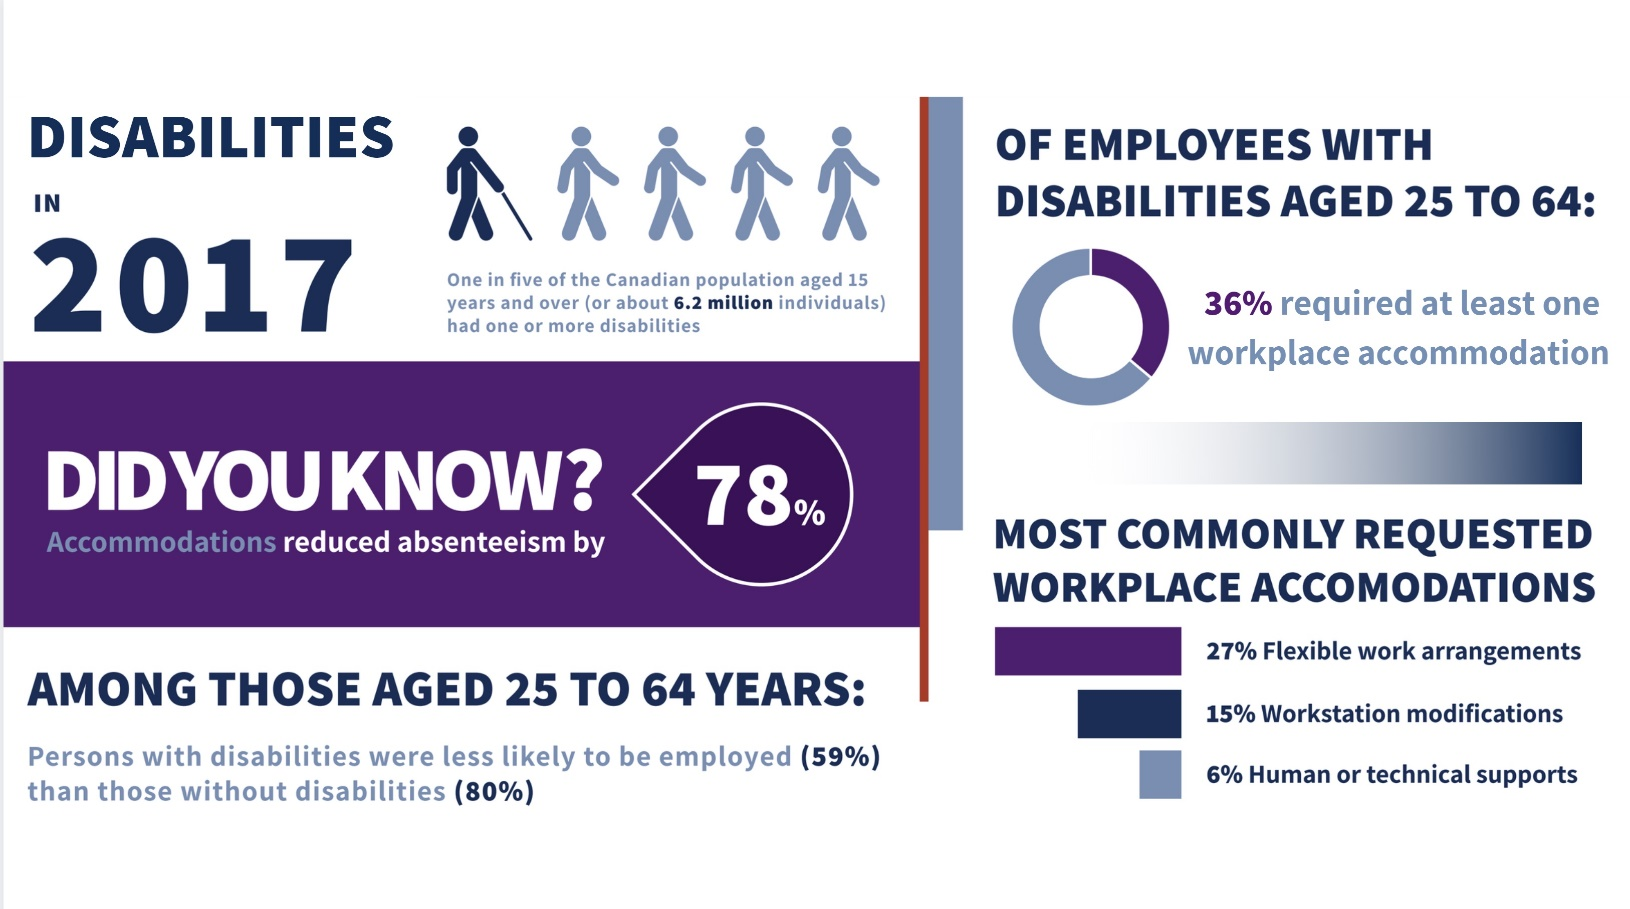 DISABILITIES
IN
2017
One in five of the Canadian population aged 15
years and over (or about 6.2 million individuals)
had one or more disabilities
DID YOU KNOW?
Accommodations reduced absenteeism by
78%
AMONG THOSE AGED 25 TO 64 YEARS:
Persons with disabilities were less likely to be employed (59%)
than those without disabilities (80%)
OF EMPLOYEES WITH
DISABILITIES AGED 25 TO 64:
36% required at least one
workplace accommodation
MOST COMMONLY REQUESTED
WORKPLACE ACCOMODATIONS
27% Flexible work arrangements
15% Workstation modifications
6% Human or technical supports